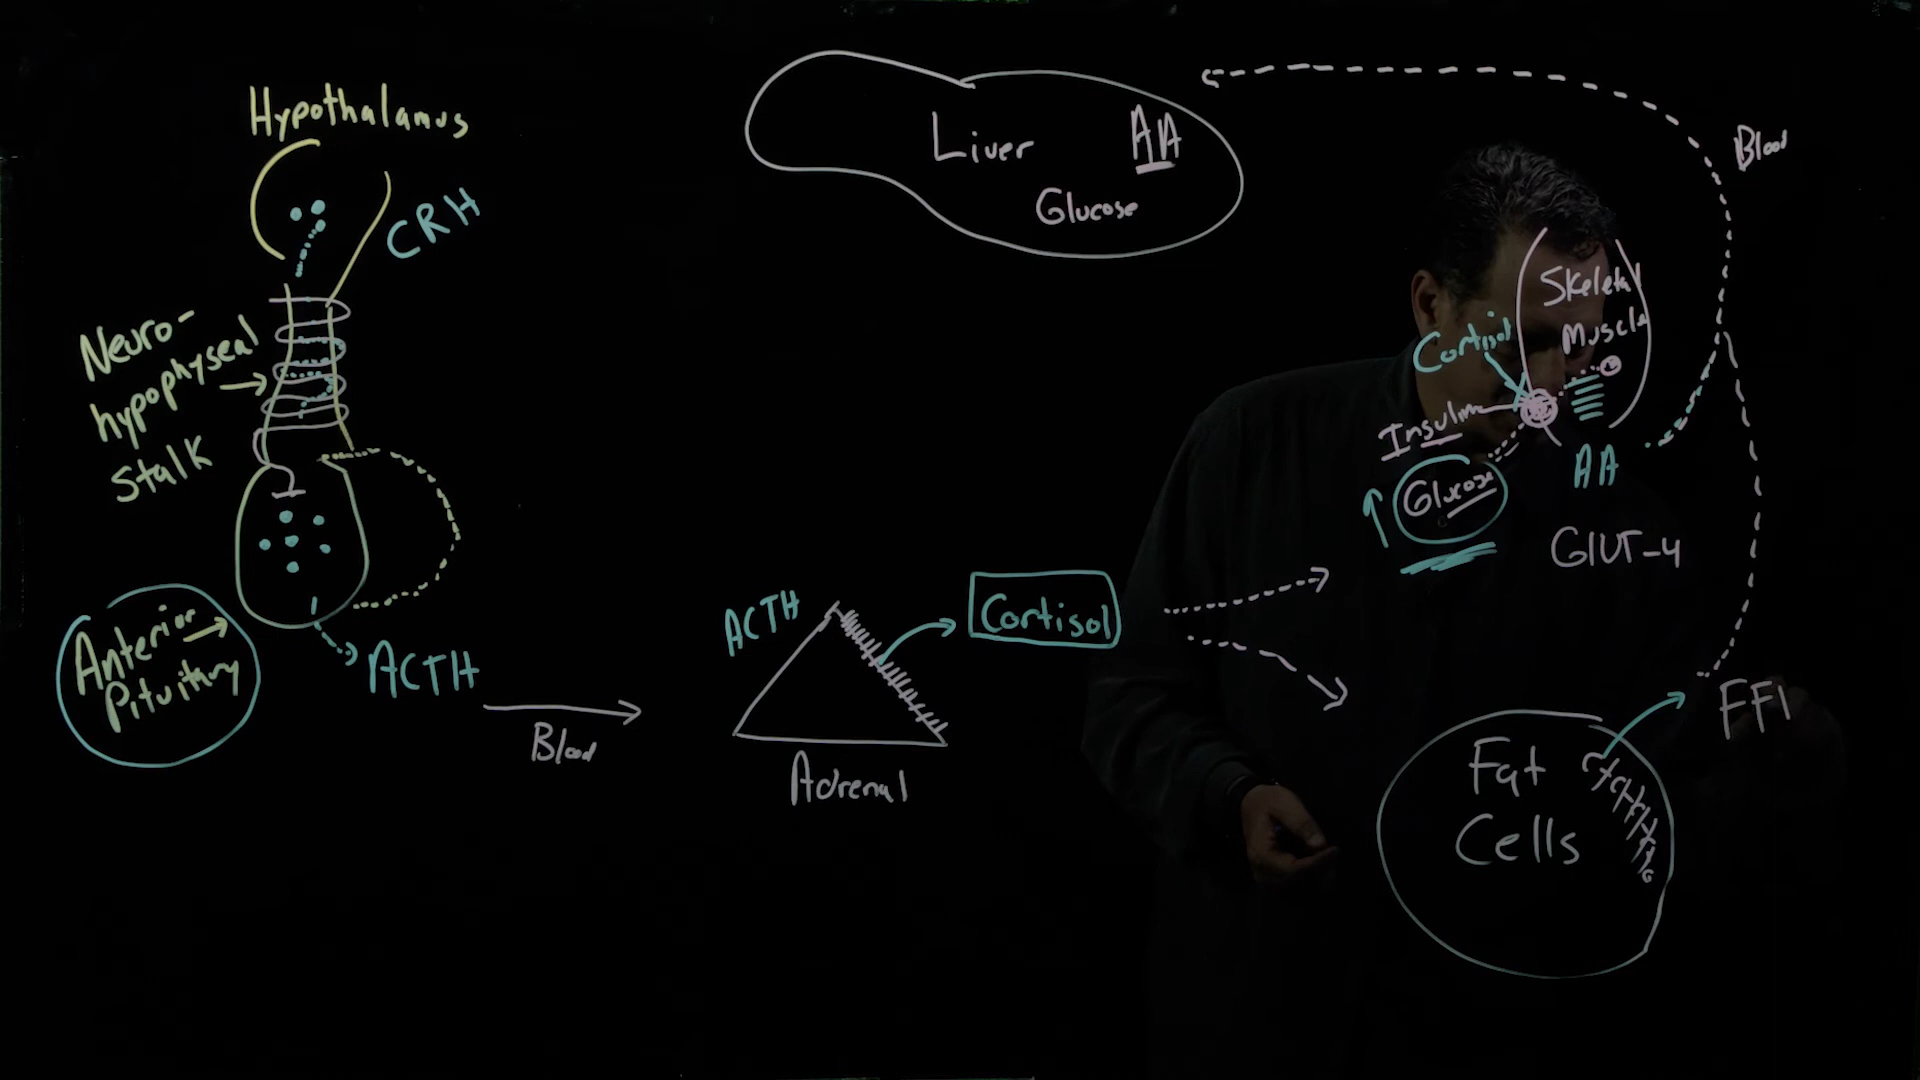 Hypothalamus
CRH
Neuro-
hypophyseal
Stalk
Anterior
Pituitary
ACTH
Blood
ACTH
Adrenal
Cortisol
Liver
AA
Glucose
Blood
Skeletal
Muscle
Cortisol
Insulin
Glucose
AA
GLUT-4
Fat
Cells